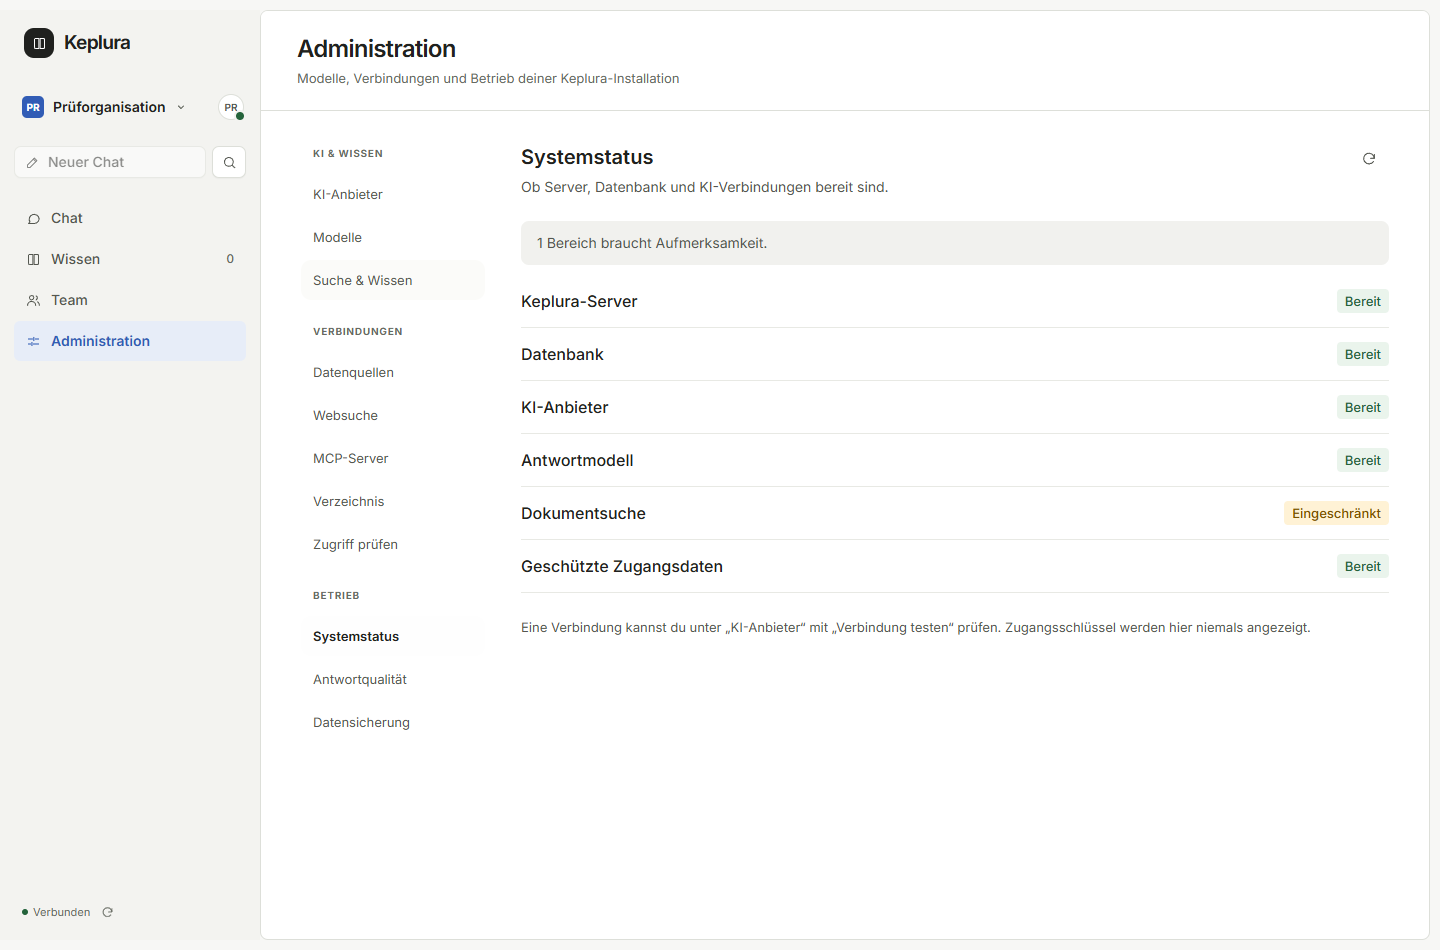 Keplura
PR Prüforganisation PR
Neuer Chat
Chat
Wissen 0
Team
Administration
Verbunden
Administration
Modelle, Verbindungen und Betrieb deiner Keplura-Installation
KI & WISSEN
KI-Anbieter
Modelle
Suche & Wissen
VERBINDUNGEN
Datenquellen
Websuche
MCP-Server
Verzeichnis
Zugriff prüfen
BETRIEB
Systemstatus
Antwortqualität
Datensicherung
Systemstatus
Ob Server, Datenbank und KI-Verbindungen bereit sind.
1 Bereich braucht Aufmerksamkeit.
Keplura-Server Bereit
Datenbank Bereit
KI-Anbieter Bereit
Antwortmodell Bereit
Dokumentsuche Eingeschränkt
Geschützte Zugangsdaten Bereit
Eine Verbindung kannst du unter „KI-Anbieter“ mit „Verbindung testen“ prüfen. Zugangsschlüssel werden hier niemals angezeigt.